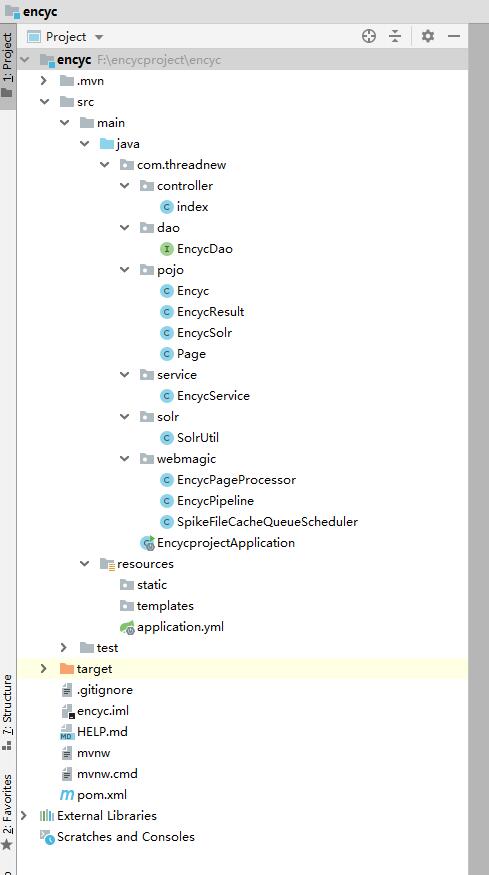 encyc
1: Project
Project
encyc F:\encycproject\encyc
.mvn
src
main
java
com.threadnew
controller
C index
dao
I EncycDao
pojo
C Encyc
C EncycResult
C EncycSolr
C Page
service
C EncycService
solr
C SolrUtil
webmagic
C EncycPageProcessor
C EncycPipeline
C SpikeFileCacheQueueScheduler
C EncycprojectApplication
resources
static
templates
application.yml
test
target
.gitignore
encyc.iml
MD HELP.md
mvnw
mvnw.cmd
m pom.xml
External Libraries
Scratches and Consoles
7: Structure
2: Favorites